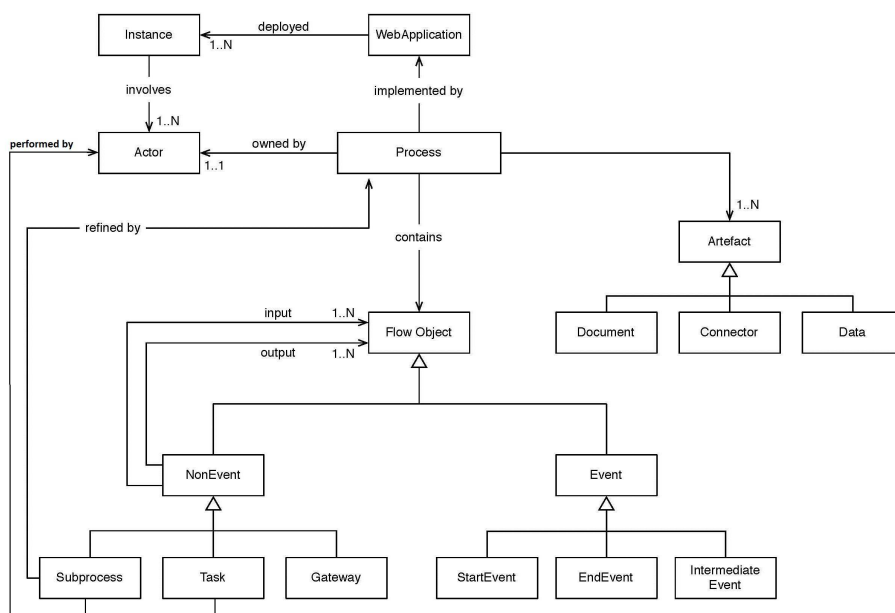 Instance
deployed
WebApplication
1..N
involves
implemented by
1..N
performed by
Actor
owned by
Process
1..1
1..N
refined by
contains
Artefact
input
1..N
Flow Object
Document
Connector
Data
output
1..N
NonEvent
Event
Subprocess
Task
Gateway
StartEvent
EndEvent
Intermediate
Event